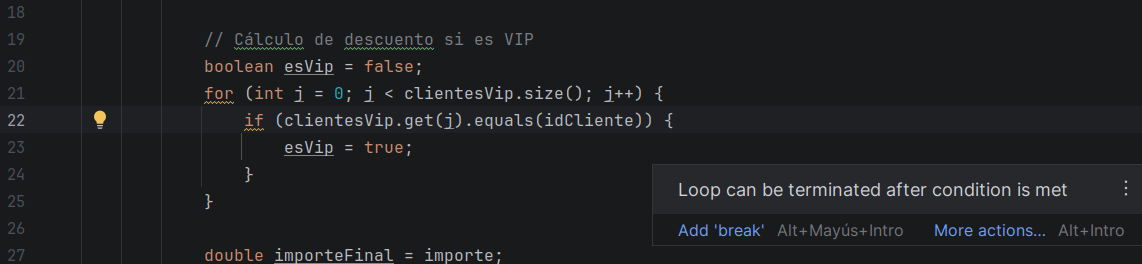 18
19 // Cálculo de descuento si es VIP
20 boolean esVip = false;
21 for (int j = 0; j < clientesVip.size(); j++) {
22 if (clientesVip.get(j).equals(idCliente)) {
23 esVip = true;
24 }
25 }
26
27 double importeFinal = importe;
Loop can be terminated after condition is met
Add 'break' Alt+Mayús+Intro More actions... Alt+Intro